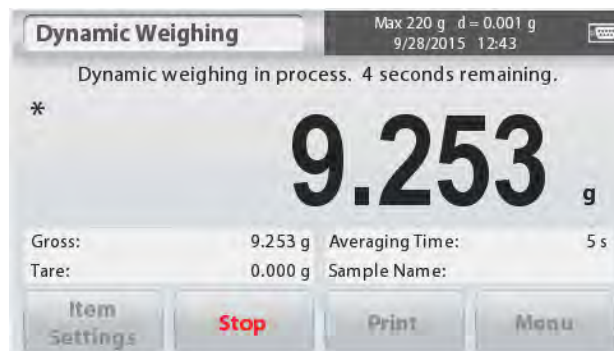 Dynamic Weighing
Max 220 g d = 0.001 g
9/28/2015 12:43
Dynamic weighing in process. 4 seconds remaining.
*
9.253 g
Gross: 9.253 g Averaging Time: 5 s
Tare: 0.000 g Sample Name:
Item Settings
Stop
Print
Menu